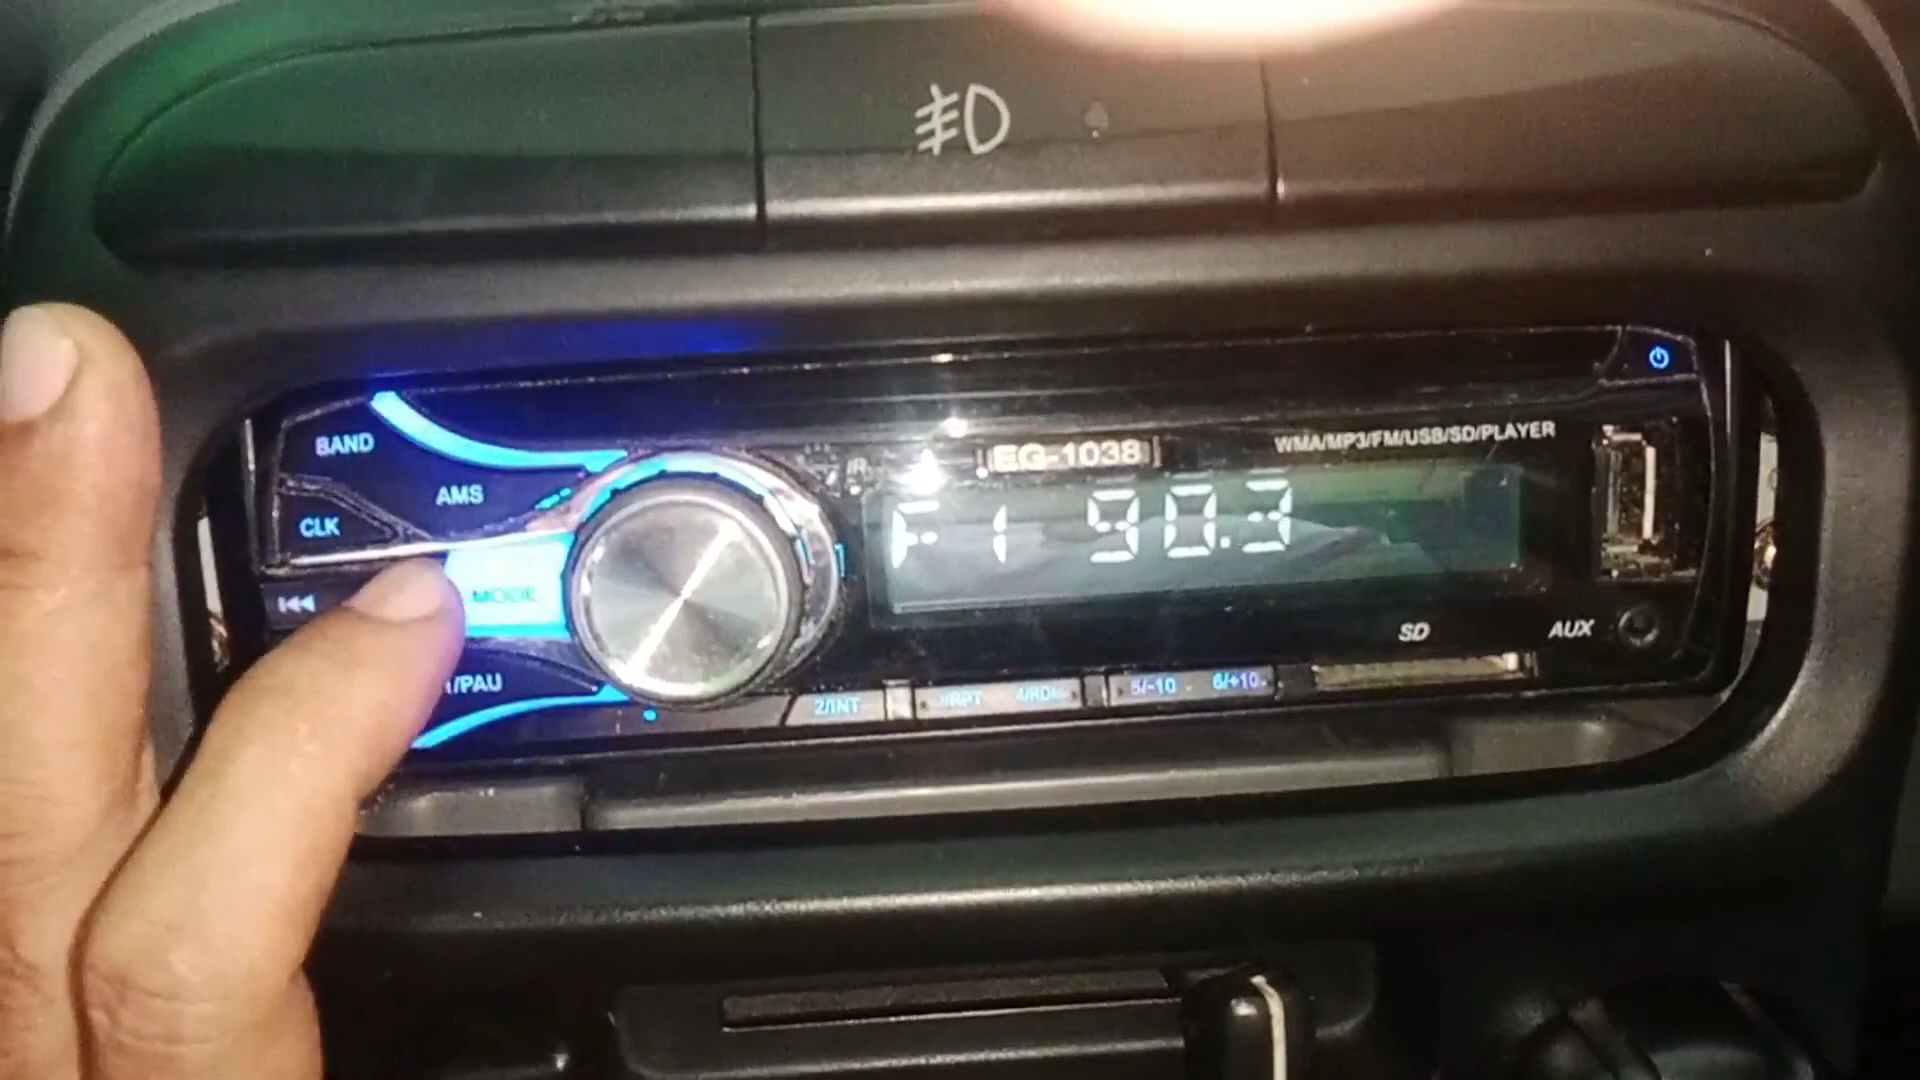 EG-1038
WMA/MP3/FM/USB/SD/PLAYER
BAND
AMS
CLK
F1 90.3
MODE
/PAU
SD
AUX
2/INT
3/RPT
4/RDM
5/-10
6/+10